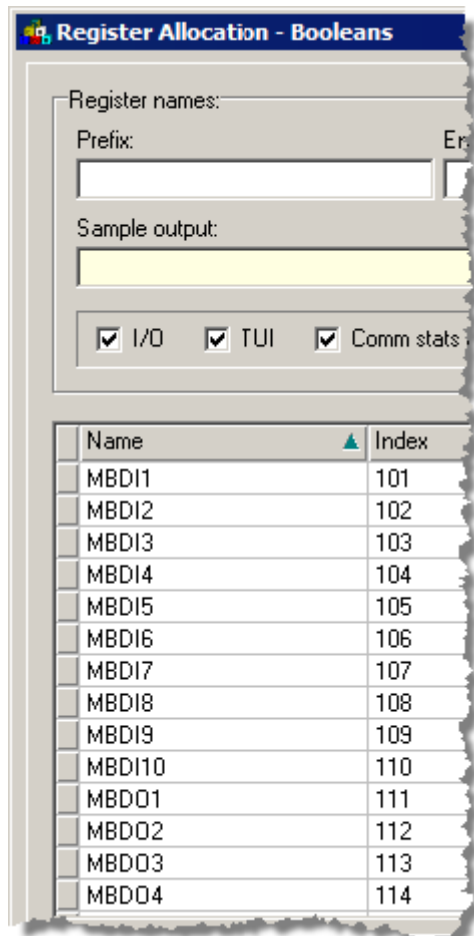 Register Allocation - Booleans
Register names:
Prefix:
Sample output:
I/O TUI Comm stats
Name Index
MBDI1 101
MBDI2 102
MBDI3 103
MBDI4 104
MBDI5 105
MBDI6 106
MBDI7 107
MBDI8 108
MBDI9 109
MBDI10 110
MBDO1 111
MBDO2 112
MBDO3 113
MBDO4 114